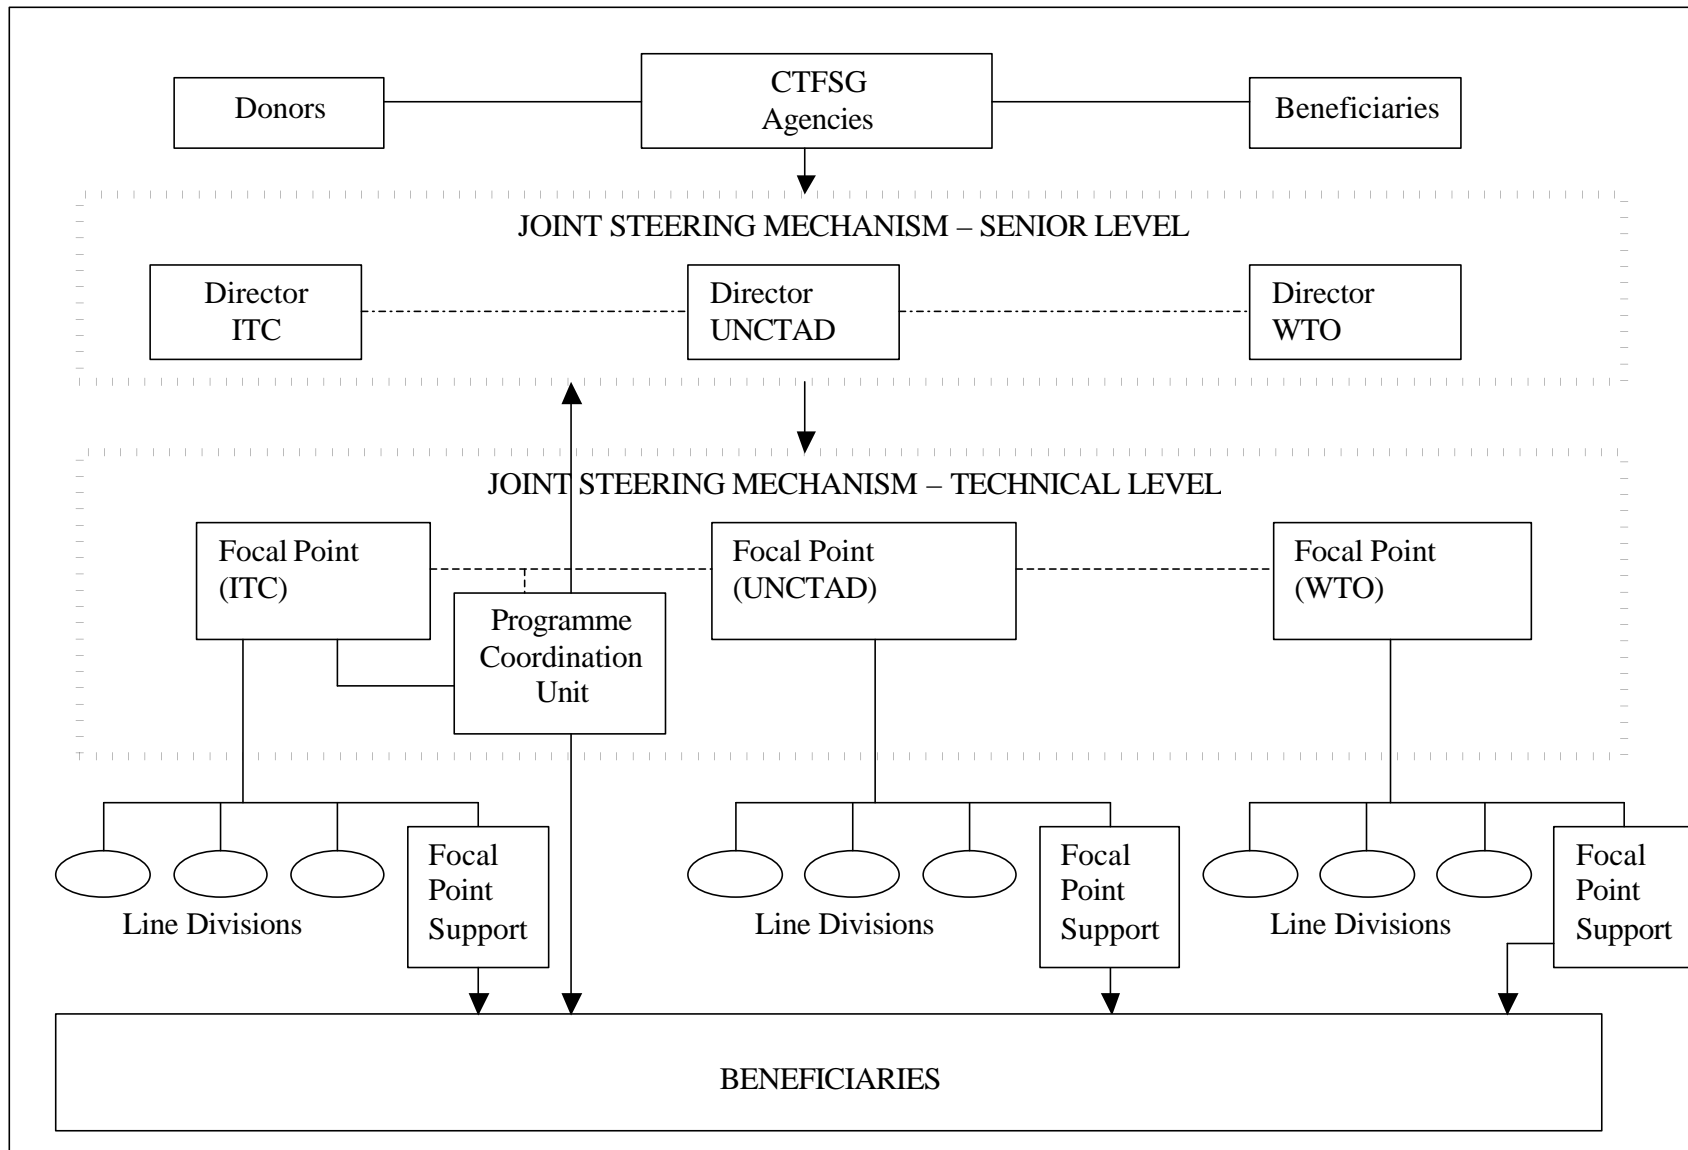 Donors
CTFSG
Agencies
Beneficiaries
JOINT STEERING MECHANISM – SENIOR LEVEL
Director
ITC
Director
UNCTAD
Director
WTO
JOINT STEERING MECHANISM – TECHNICAL LEVEL
Focal Point
(ITC)
Programme
Coordination
Unit
Focal Point
(UNCTAD)
Focal Point
(WTO)
Line Divisions
Focal
Point
Support
Line Divisions
Focal
Point
Support
Line Divisions
Focal
Point
Support
BENEFICIARIES